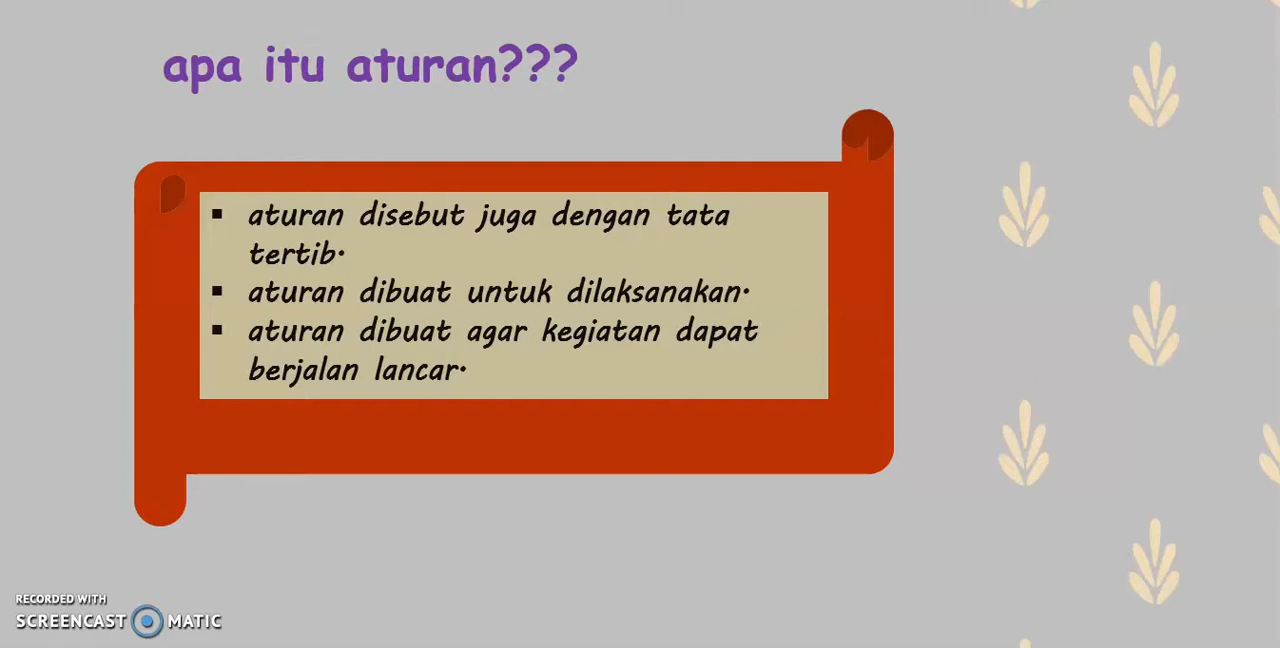 apa itu aturan???
▪ aturan disebut juga dengan tata
tertib.
▪ aturan dibuat untuk dilaksanakan.
▪ aturan dibuat agar kegiatan dapat
berjalan lancar.
RECORDED WITH
SCREENCAST MATIC